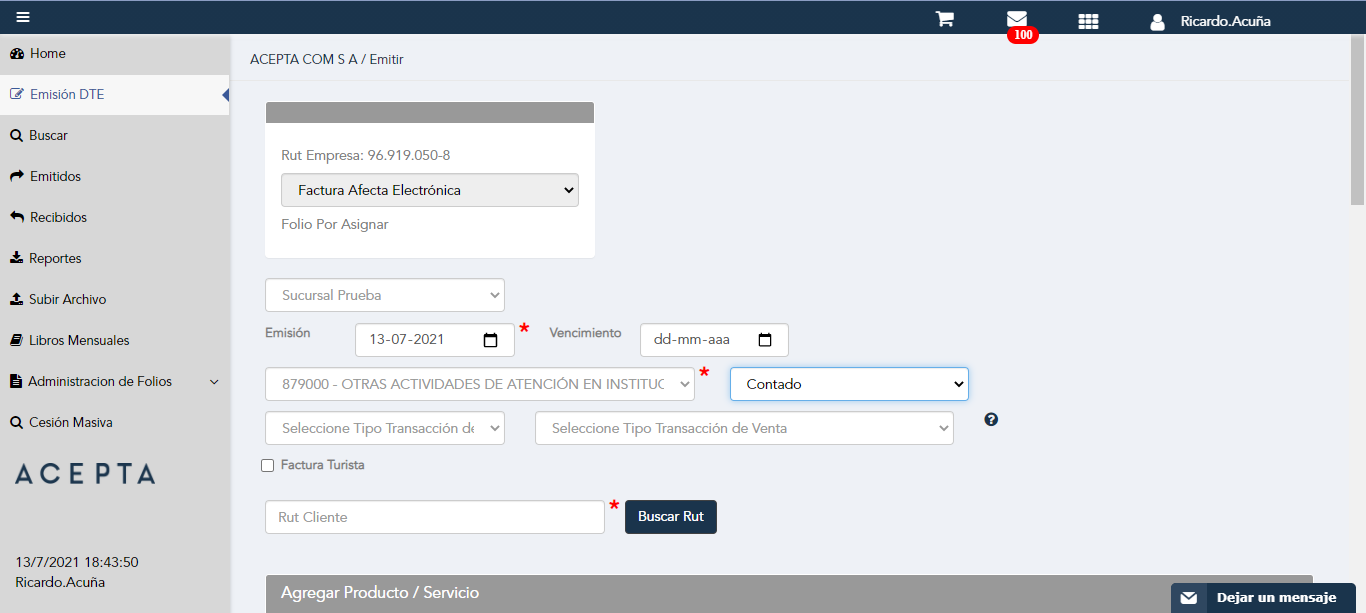 100
Ricardo.Acuña
Home
Emisión DTE
Buscar
Emitidos
Recibidos
Reportes
Subir Archivo
Libros Mensuales
Administracion de Folios
Cesión Masiva
ACEPTA
13/7/2021 18:43:50
Ricardo.Acuña
ACEPTA COM S A / Emitir
Rut Empresa: 96.919.050-8
Factura Afecta Electrónica
Folio Por Asignar
Sucursal Prueba
Emisión 13-07-2021 * Vencimiento dd-mm-aaa
879000 - OTRAS ACTIVIDADES DE ATENCIÓN EN INSTITUC * Contado
Seleccione Tipo Transacción de Seleccione Tipo Transacción de Venta ?
Factura Turista
Rut Cliente * Buscar Rut
Agregar Producto / Servicio
Dejar un mensaje